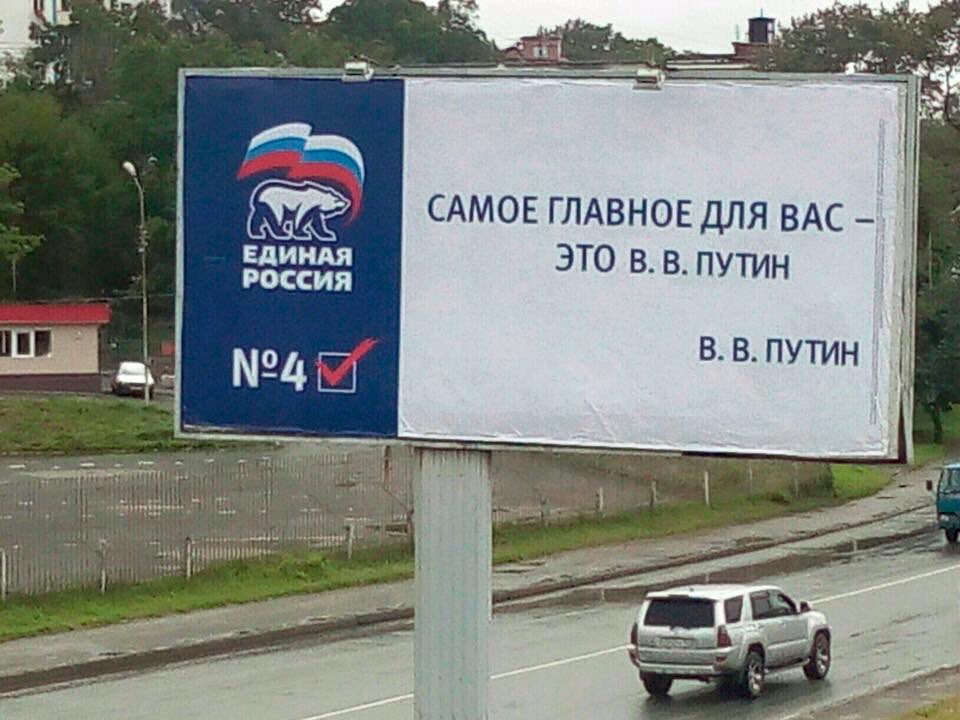 ЕДИНАЯ
РОССИЯ
№4
САМОЕ ГЛАВНОЕ ДЛЯ ВАС –
ЭТО В. В. ПУТИН
В. В. ПУТИН